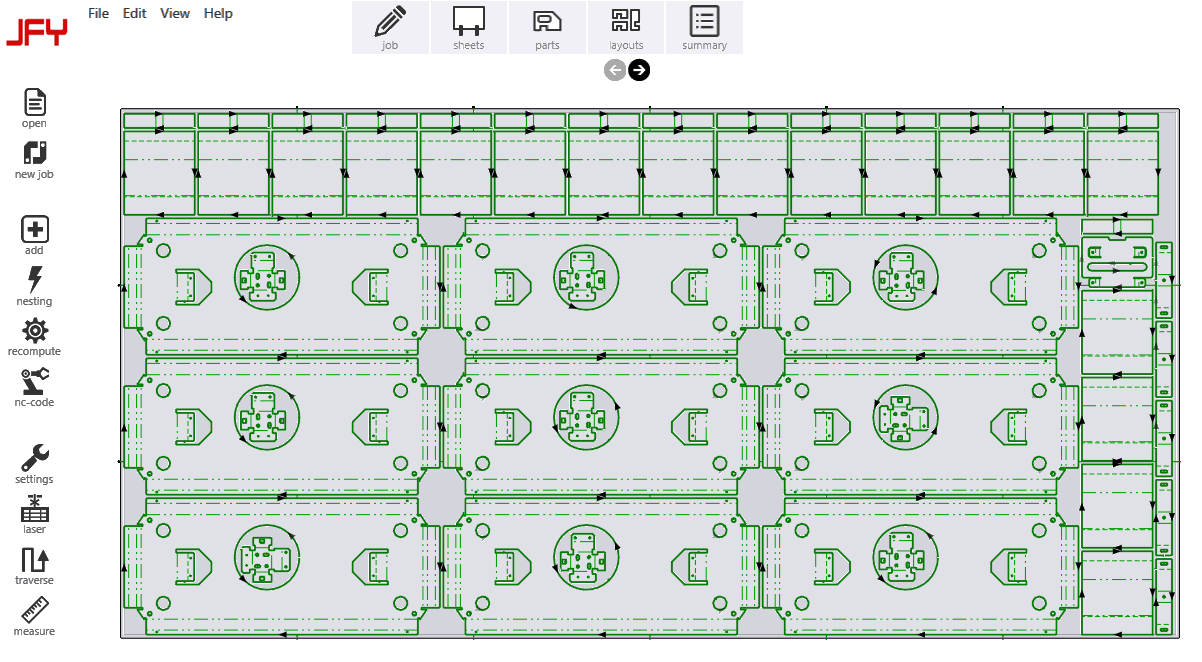 JFY
File Edit View Help
job sheets parts layouts summary
open
new job
add
nesting
recompute
nc-code
settings
laser
traverse
measure